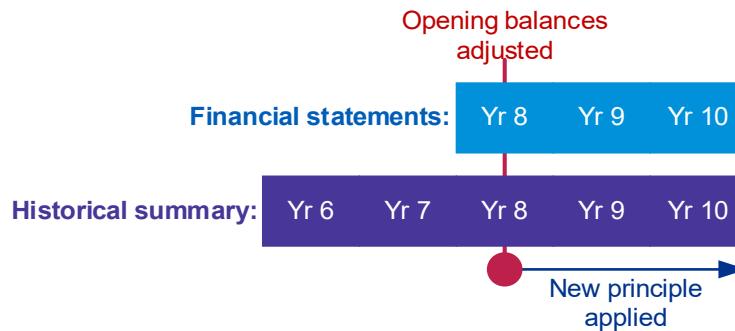 Opening balances
adjusted
Financial statements: Yr 8 Yr 9 Yr 10
Historical summary: Yr 6 Yr 7 Yr 8 Yr 9 Yr 10
New principle
applied